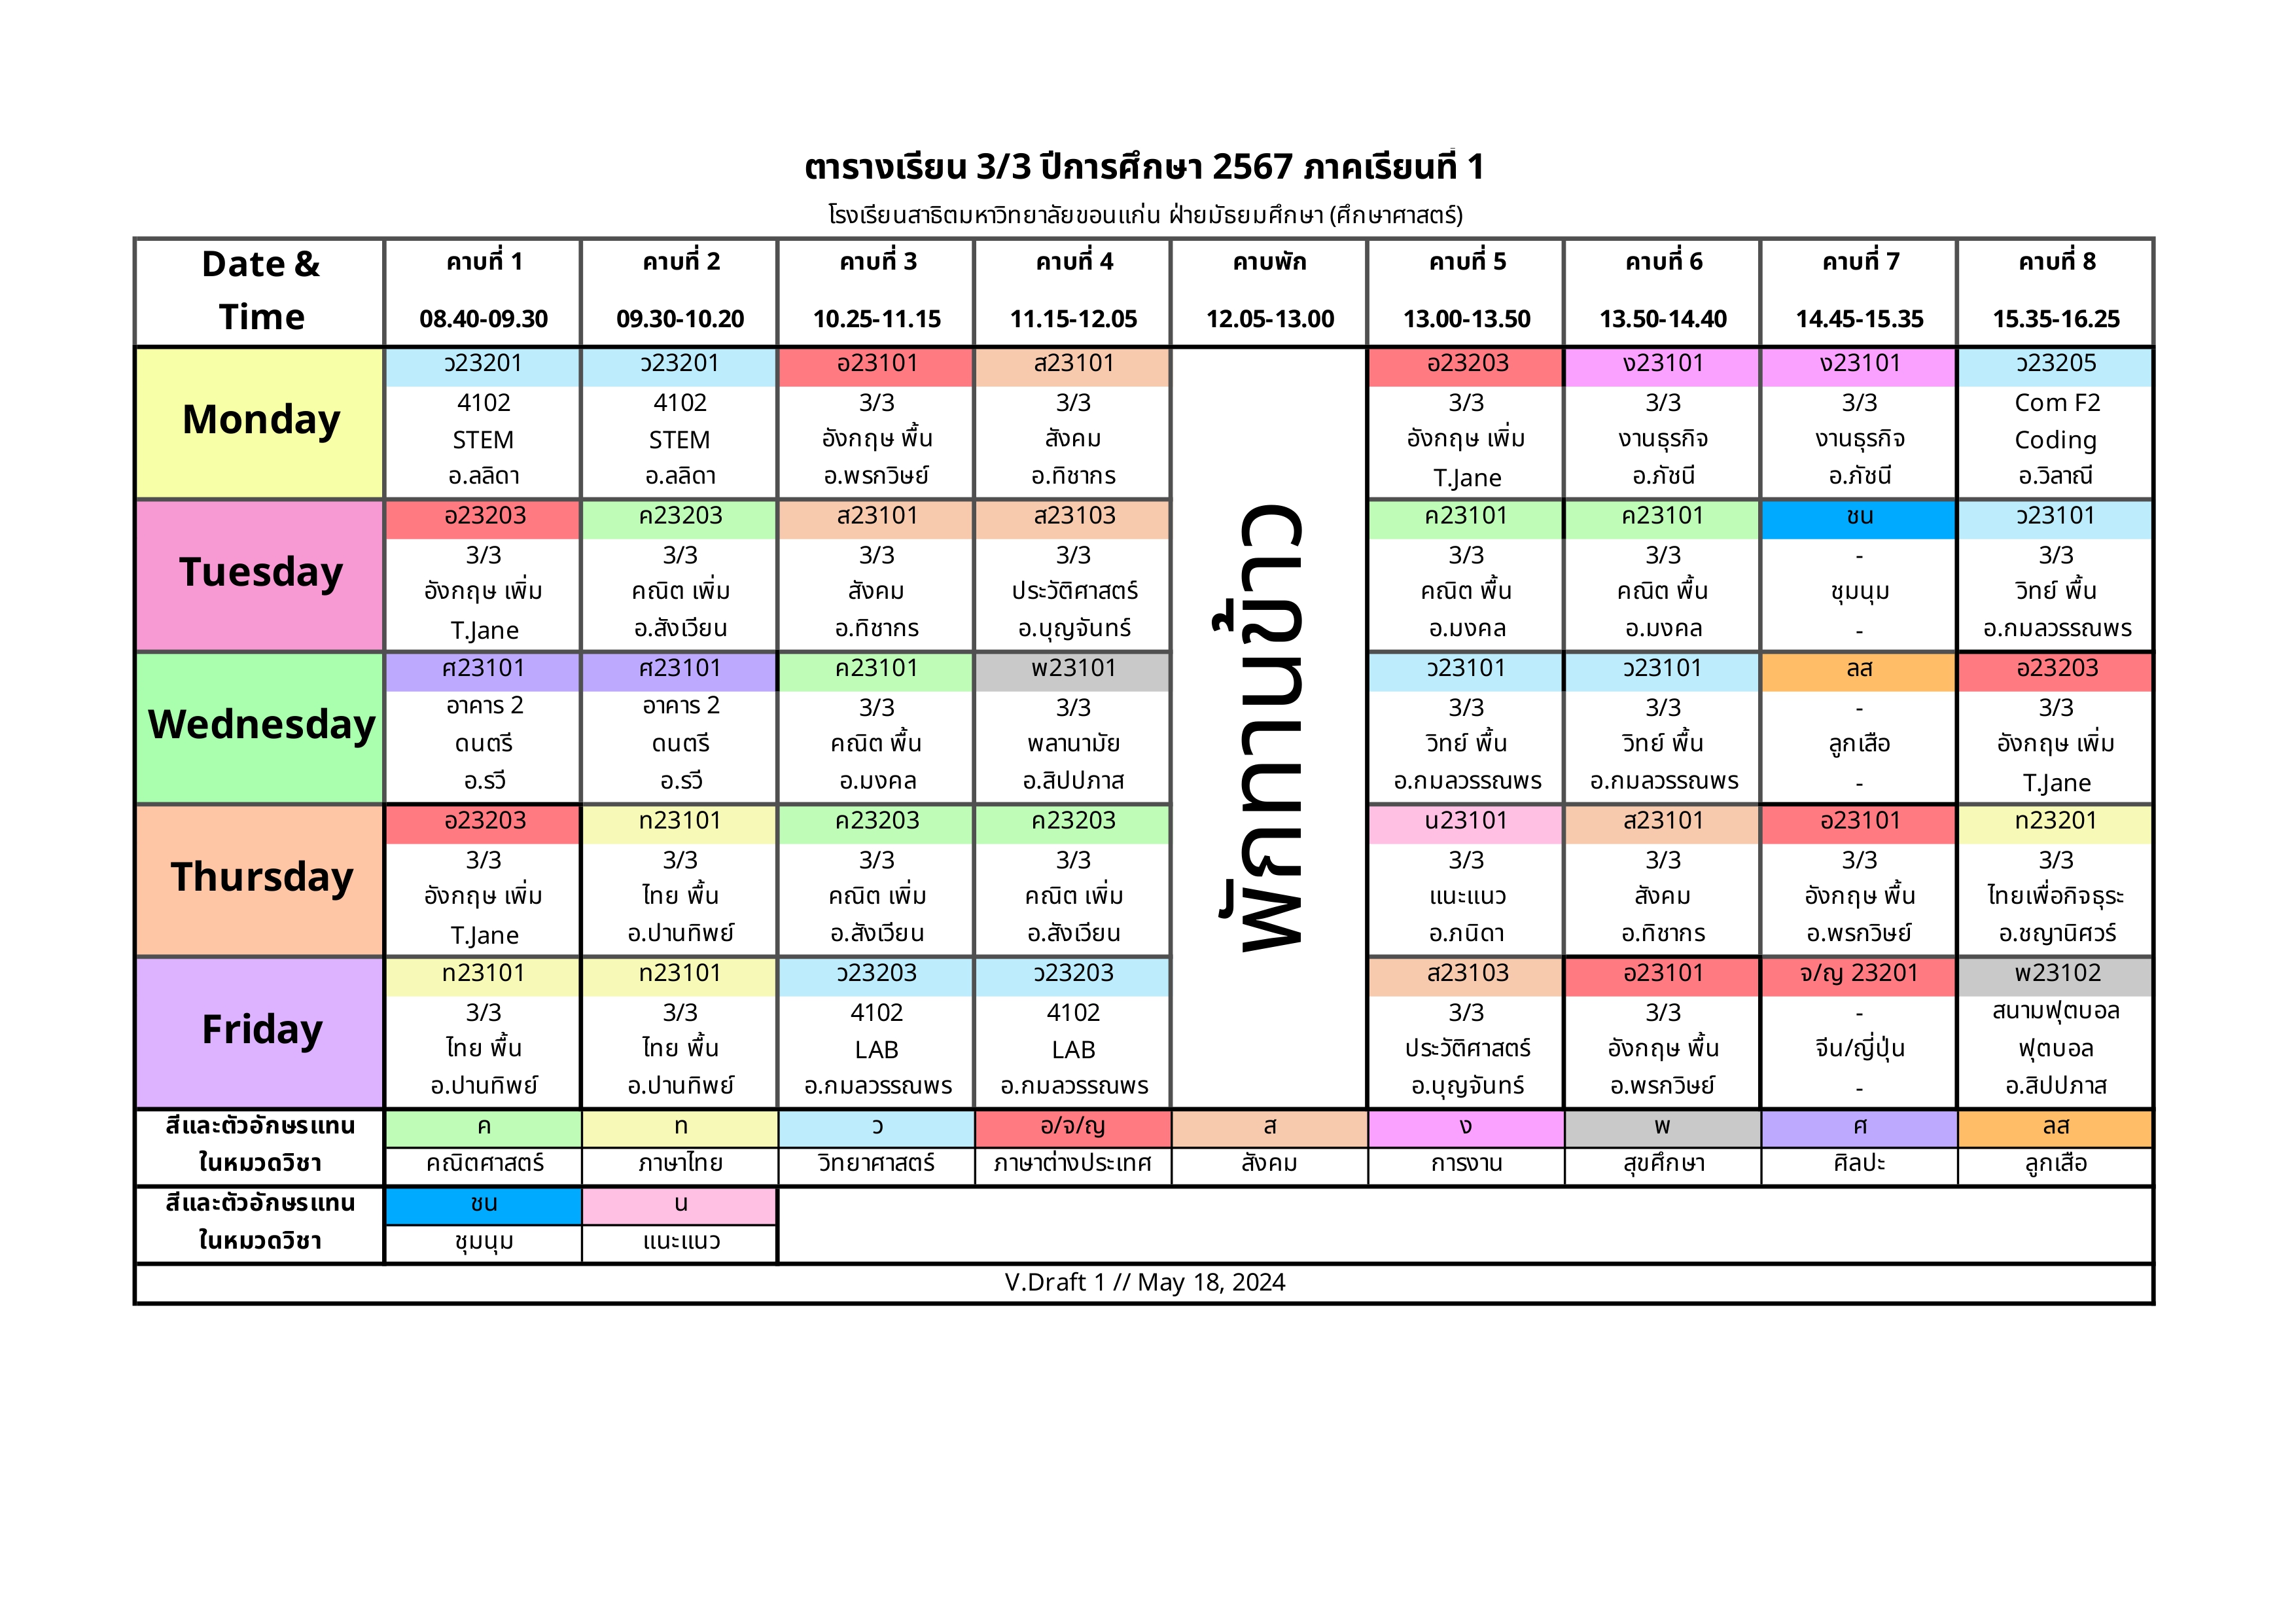 ตารางเรียน 3/3 ปีการศึกษา 2567 ภาคเรียนที่ 1
โรงเรียนสาธิตมหาวิทยาลัยขอนแก่น ฝ่ายมัธยมศึกษา (ศึกษาศาสตร์)
Date & คาบที่ 1 คาบที่ 2 คาบที่ 3 คาบที่ 4 คาบพัก คาบที่ 5 คาบที่ 6 คาบที่ 7 คาบที่ 8
Time 08.40-09.30 09.30-10.20 10.25-11.15 11.15-12.05 12.05-13.00 13.00-13.50 13.50-14.40 14.45-15.35 15.35-16.25
Monday
ว23201 ว23201 อ23101 ส23101 อ23203 ง23101 ง23101 ว23205
4102 4102 3/3 3/3 3/3 3/3 3/3 Com F2
STEM STEM อังกฤษ พื้น สังคม อังกฤษ เพิ่ม งานธุรกิจ งานธุรกิจ Coding
อ.ลลิดา อ.ลลิดา อ.พรกวิษย์ อ.ทิชากร T.Jane อ.ภัชนี อ.ภัชนี อ.วิลาณี
พักทานข้าว
Tuesday
อ23203 ค23203 ส23101 ส23103 ค23101 ค23101 ชน ว23101
3/3 3/3 3/3 3/3 3/3 3/3 - 3/3
อังกฤษ เพิ่ม คณิต เพิ่ม สังคม ประวัติศาสตร์ คณิต พื้น คณิต พื้น ชุมนุม วิทย์ พื้น
T.Jane อ.สังเวียน อ.ทิชากร อ.บุญจันทร์ อ.มงคล อ.มงคล - อ.กมลวรรณพร
Wednesday
ศ23101 ศ23101 ค23101 พ23101 ว23101 ว23101 ลส อ23203
อาคาร 2 อาคาร 2 3/3 3/3 3/3 3/3 - 3/3
ดนตรี ดนตรี คณิต พื้น พลานามัย วิทย์ พื้น วิทย์ พื้น ลูกเสือ อังกฤษ เพิ่ม
อ.รวี อ.รวี อ.มงคล อ.สิปปภาส อ.กมลวรรณพร อ.กมลวรรณพร - T.Jane
Thursday
อ23203 ท23101 ค23203 ค23203 น23101 ส23101 อ23101 ท23201
3/3 3/3 3/3 3/3 3/3 3/3 3/3 3/3
อังกฤษ เพิ่ม ไทย พื้น คณิต เพิ่ม คณิต เพิ่ม แนะแนว สังคม อังกฤษ พื้น ไทยเพื่อกิจธุระ
T.Jane อ.ปานทิพย์ อ.สังเวียน อ.สังเวียน อ.ภนิดา อ.ทิชากร อ.พรกวิษย์ อ.ชญานิศวร์
Friday
ท23101 ท23101 ว23203 ว23203 ส23103 อ23101 จ/ญ 23201 พ23102
3/3 3/3 4102 4102 3/3 3/3 - สนามฟุตบอล
ไทย พื้น ไทย พื้น LAB LAB ประวัติศาสตร์ อังกฤษ พื้น จีน/ญี่ปุ่น ฟุตบอล
อ.ปานทิพย์ อ.ปานทิพย์ อ.กมลวรรณพร อ.กมลวรรณพร อ.บุญจันทร์ อ.พรกวิษย์ - อ.สิปปภาส
สีและตัวอักษรแทน ค ท ว อ/จ/ญ ส ง พ ศ ลส
ในหมวดวิชา คณิตศาสตร์ ภาษาไทย วิทยาศาสตร์ ภาษาต่างประเทศ สังคม การงาน สุขศึกษา ศิลปะ ลูกเสือ
สีและตัวอักษรแทน ชน น
ในหมวดวิชา ชุมนุม แนะแนว
V.Draft 1 // May 18, 2024